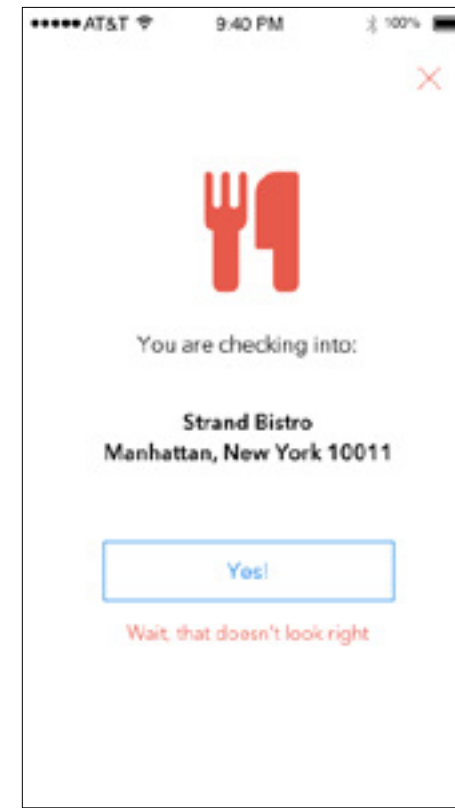 ●●●●● AT&T 9:40 PM 100%
You are checking into:
Strand Bistro
Manhattan, New York 10011
Yes!
Wait, that doesn't look right